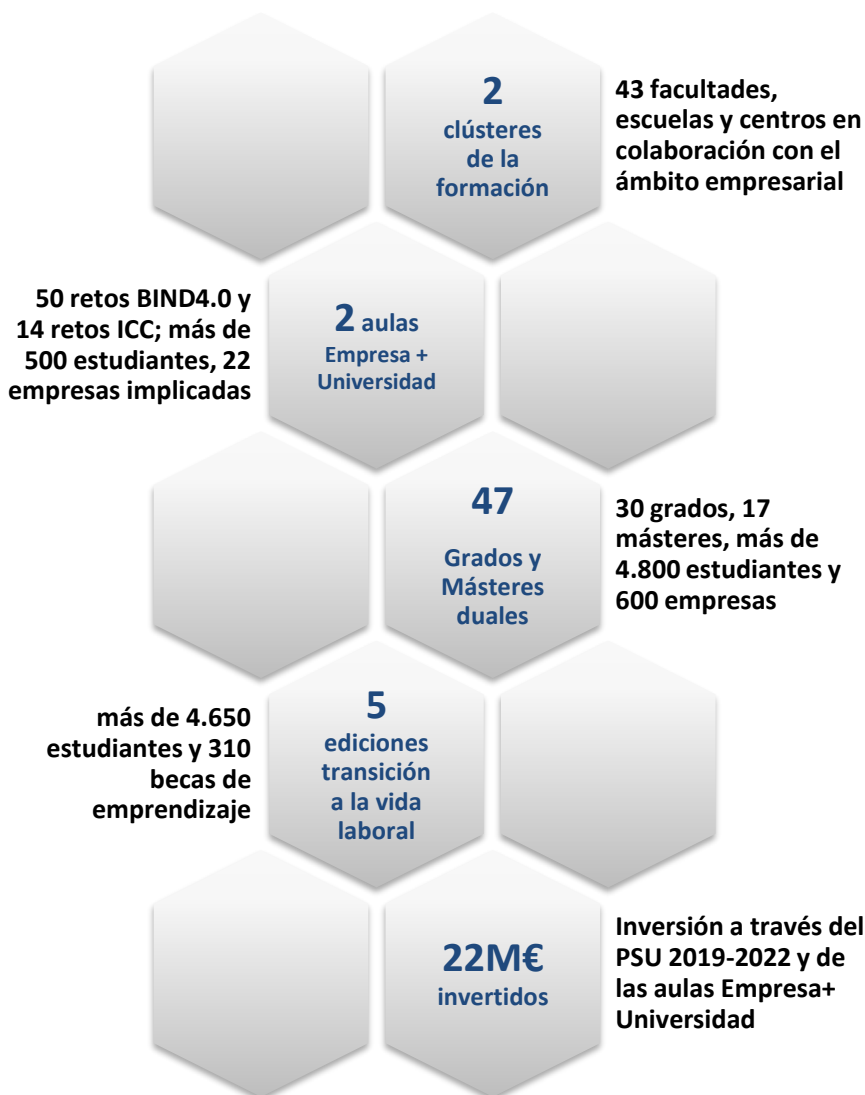 2
clústeres
de la
formación
43 facultades,
escuelas y centros en
colaboración con el
ámbito empresarial
50 retos BIND4.0 y
14 retos ICC; más de
500 estudiantes, 22
empresas implicadas
2 aulas
Empresa +
Universidad
47
Grados y
Másteres
duales
30 grados, 17
másteres, más de
4.800 estudiantes y
600 empresas
más de 4.650
estudiantes y 310
becas de
emprendizaje
5
ediciones
transición
a la vida
laboral
22M€
invertidos
Inversión a través del
PSU 2019-2022 y de
las aulas Empresa+
Universidad